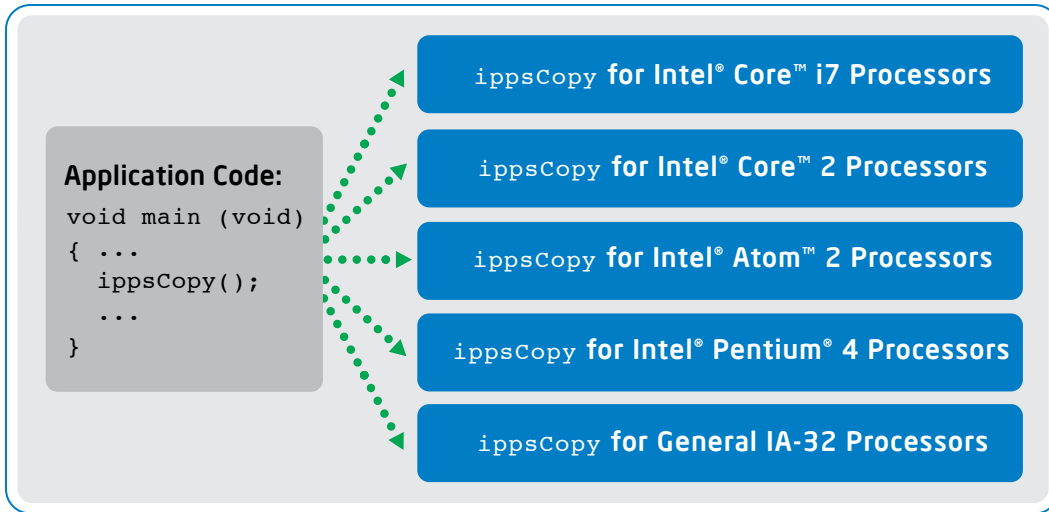 Application Code:
void main (void)
{ ...
ippsCopy();
...
}
ippsCopy for Intel® Core™ i7 Processors
ippsCopy for Intel® Core™ 2 Processors
ippsCopy for Intel® Atom™ 2 Processors
ippsCopy for Intel® Pentium® 4 Processors
ippsCopy for General IA-32 Processors